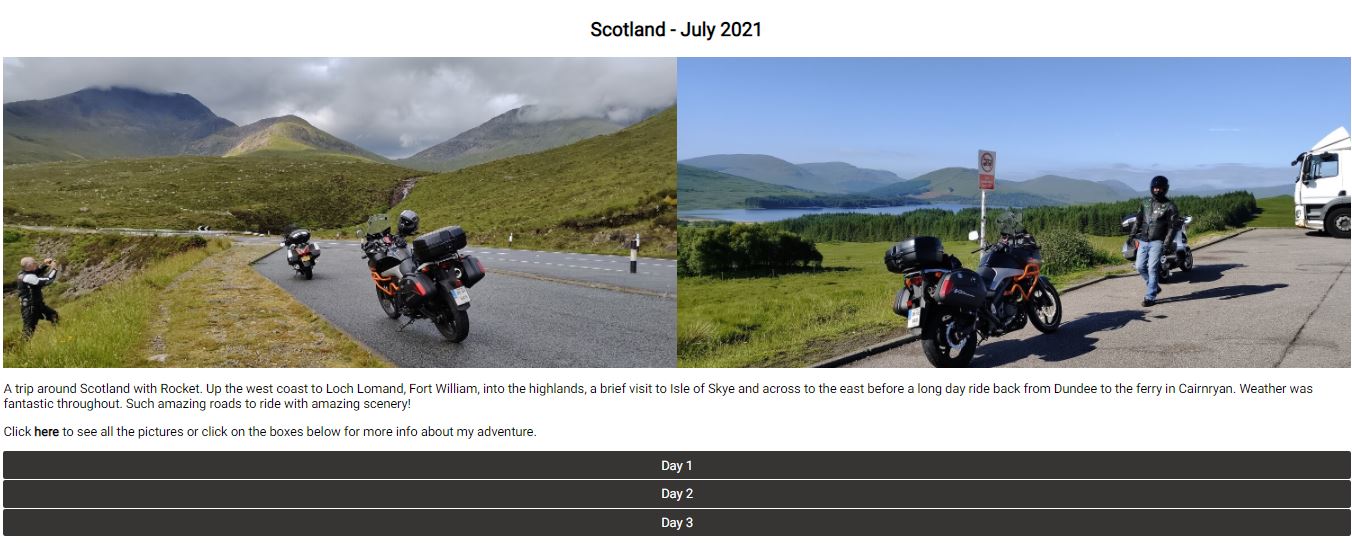 Scotland - July 2021
A trip around Scotland with Rocket. Up the west coast to Loch Lomand, Fort William, into the highlands, a brief visit to Isle of Skye and across to the east before a long day ride back from Dundee to the ferry in Cairnryan. Weather was
fantastic throughout. Such amazing roads to ride with amazing scenery!
Click here to see all the pictures or click on the boxes below for more info about my adventure.
Day 1
Day 2
Day 3